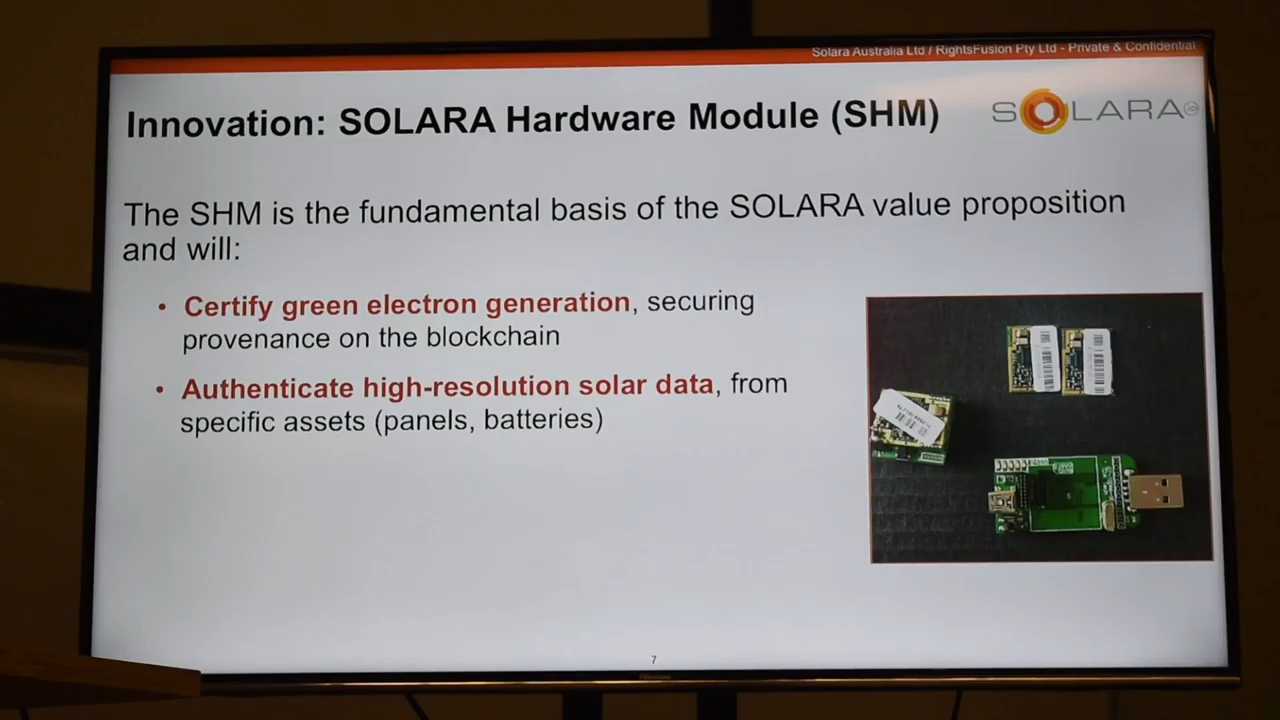 Solara Australia Ltd / RightsFusion Pty Ltd - Private & Confidential
Innovation: SOLARA Hardware Module (SHM)
SOLARA
The SHM is the fundamental basis of the SOLARA value proposition
and will:
• Certify green electron generation, securing
provenance on the blockchain
• Authenticate high-resolution solar data, from
specific assets (panels, batteries)
7